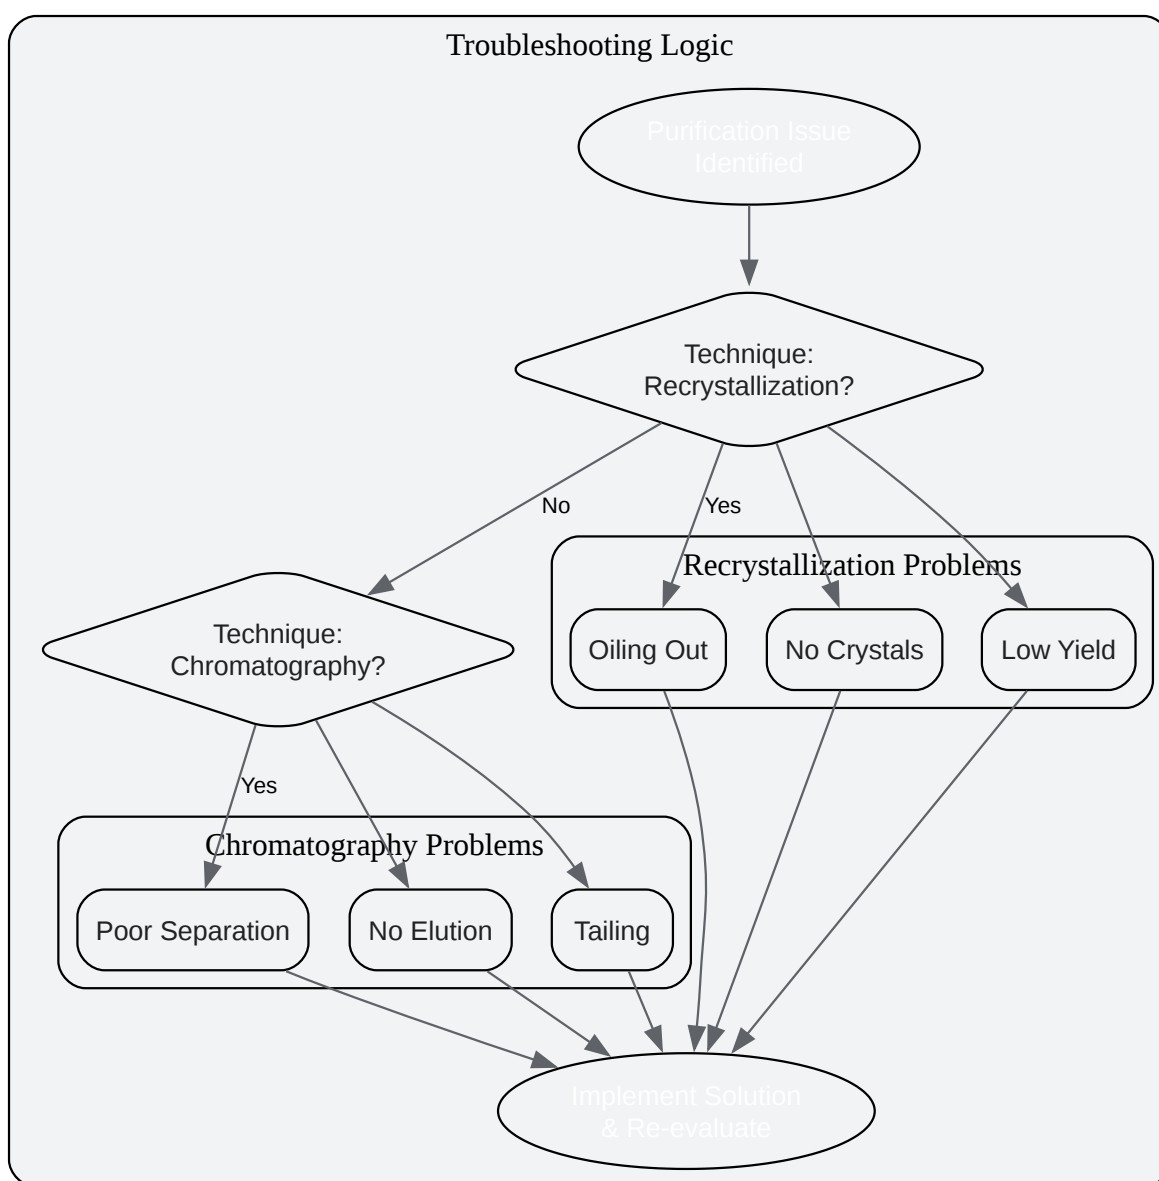 Troubleshooting Logic
Purification Issue
Identified
Technique:
Recrystallization?
No
Yes
Recrystallization Problems
Oiling Out
No Crystals
Low Yield
Technique:
Chromatography?
Yes
Chromatography Problems
Poor Separation
No Elution
Tailing
Implement Solution
& Re-evaluate